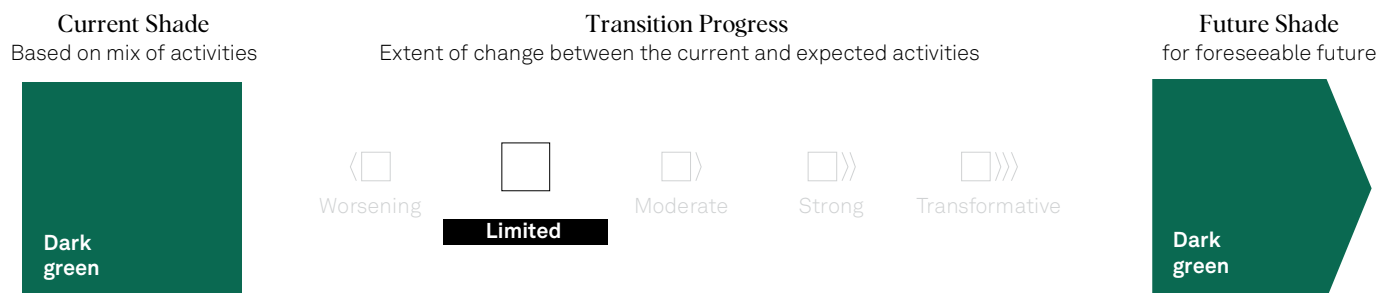 Current Shade
Based on mix of activities
Dark
green
Transition Progress
Extent of change between the current and expected activities
Worsening
Limited
Moderate
Strong
Transformative
Future Shade
for foreseeable future
Dark
green